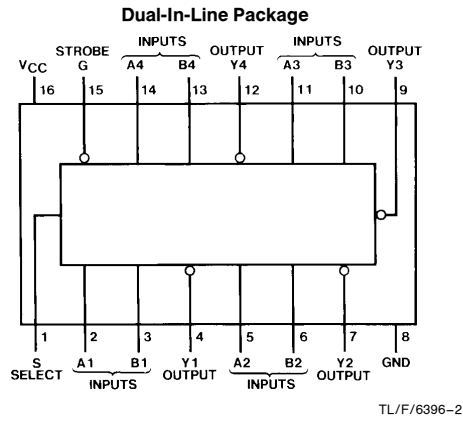 Dual-In-Line Package
STROBE INPUTS OUTPUT INPUTS OUTPUT
VCC G A4 B4 Y4 A3 B3 Y3
16 15 14 13 12 11 10 9
1 2 3 4 5 6 7 8
S A1 B1 Y1 A2 B2 Y2 GND
SELECT INPUTS OUTPUT INPUTS OUTPUT
TL/F/6396-2